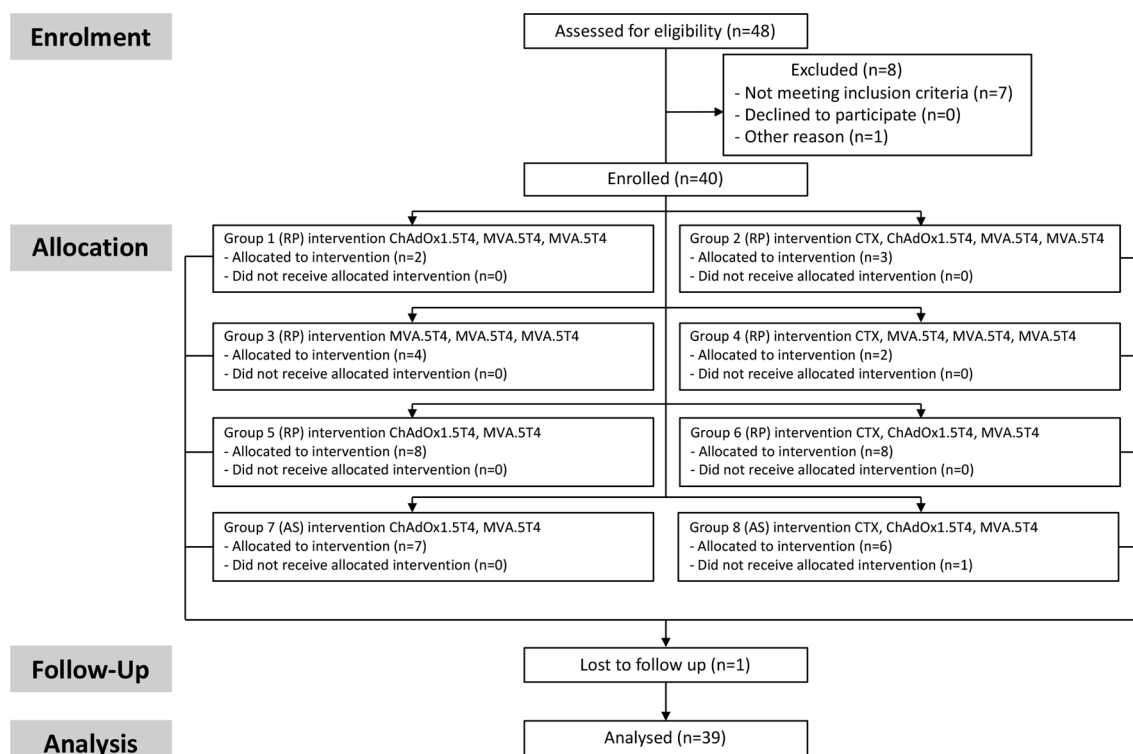 Enrolment
Assessed for eligibility (n=48)
Excluded (n=8)
- Not meeting inclusion criteria (n=7)
- Declined to participate (n=0)
- Other reason (n=1)
Enrolled (n=40)
Allocation
Group 1 (RP) intervention ChAdOx1.5T4, MVA.5T4, MVA.5T4
- Allocated to intervention (n=2)
- Did not receive allocated intervention (n=0)
Group 2 (RP) intervention CTX, ChAdOx1.5T4, MVA.5T4, MVA.5T4
- Allocated to intervention (n=3)
- Did not receive allocated intervention (n=0)
Group 3 (RP) intervention MVA.5T4, MVA.5T4, MVA.5T4
- Allocated to intervention (n=4)
- Did not receive allocated intervention (n=0)
Group 4 (RP) intervention CTX, MVA.5T4, MVA.5T4, MVA.5T4
- Allocated to intervention (n=2)
- Did not receive allocated intervention (n=0)
Group 5 (RP) intervention ChAdOx1.5T4, MVA.5T4
- Allocated to intervention (n=8)
- Did not receive allocated intervention (n=0)
Group 6 (RP) intervention CTX, ChAdOx1.5T4, MVA.5T4
- Allocated to intervention (n=8)
- Did not receive allocated intervention (n=0)
Group 7 (AS) intervention ChAdOx1.5T4, MVA.5T4
- Allocated to intervention (n=7)
- Did not receive allocated intervention (n=0)
Group 8 (AS) intervention CTX, ChAdOx1.5T4, MVA.5T4
- Allocated to intervention (n=6)
- Did not receive allocated intervention (n=1)
Follow-Up
Lost to follow up (n=1)
Analysis
Analysed (n=39)